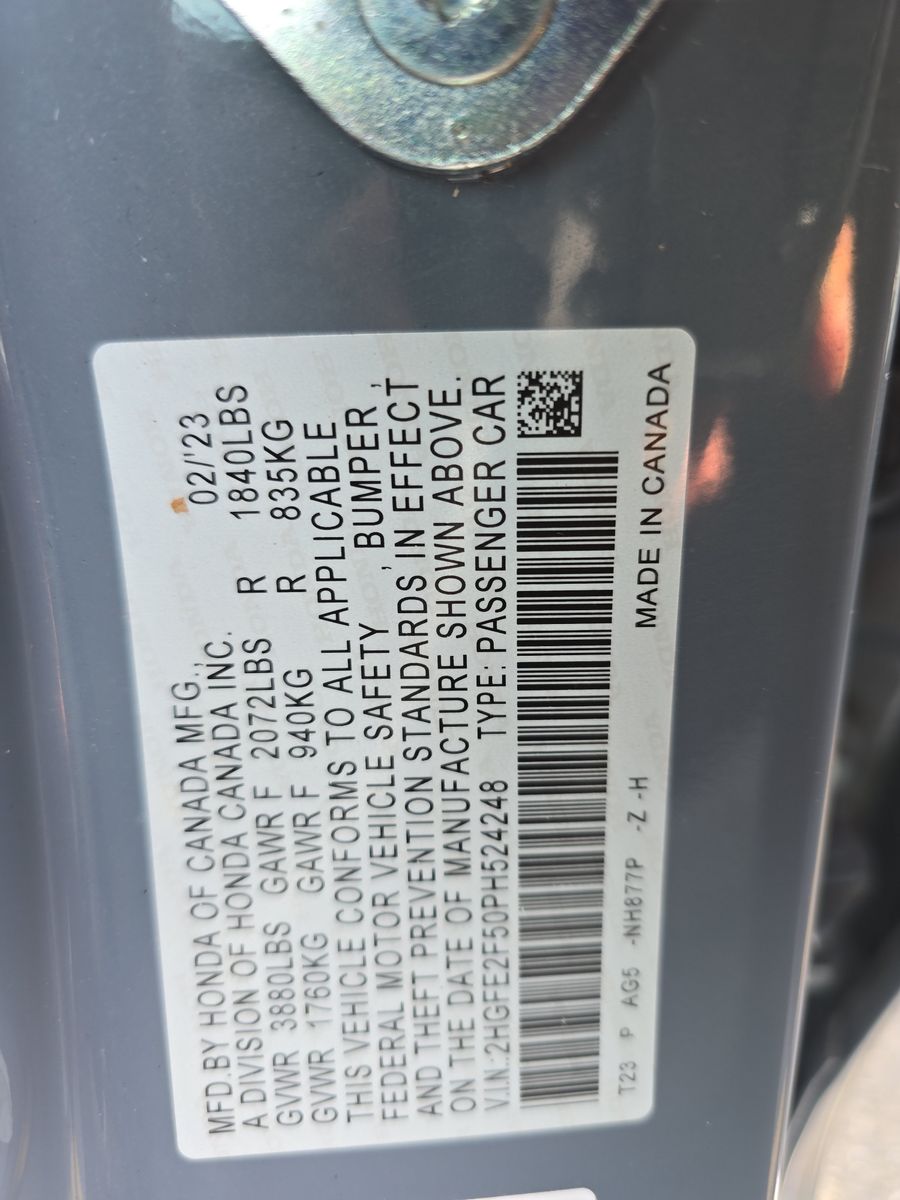 MFD.BY HONDA OF CANADA MFG., 02/'23
A DIVISION OF HONDA CANADA INC.
GVWR 3880LBS GAWR F 2072LBS R 1840LBS
GVWR 1760KG GAWR F 940KG R 835KG
THIS VEHICLE CONFORMS TO ALL APPLICABLE
FEDERAL MOTOR VEHICLE SAFETY , BUMPER ,
AND THEFT PREVENTION STANDARDS IN EFFECT
ON THE DATE OF MANUFACTURE SHOWN ABOVE.
V.I.N.:2HGFE2F50PH524248 TYPE: PASSENGER CAR
T23 P AG5 -NH877P -Z -H MADE IN CANADA